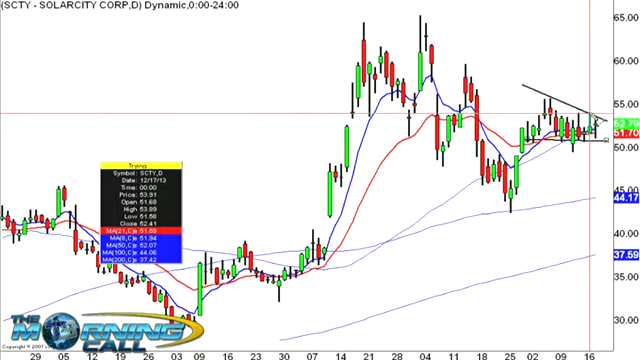 (SCTY - SOLARCITY CORP,D) Dynamic,0:00-24:00
65.00
60.00
55.00
52.79
51.70
50.00
45.00
44.17
40.00
37.59
35.00
30.00
Trying
Symbol: SCTY,D
Date: 12/17/13
Time: 00:00
Price: 53.91
Open 51.68
High 53.89
Low 51.56
Close 52.41
MA(21,C)e 51.59
MA(8,C)e 51.94
MA(50,C)e 52.07
MA(100,C)e 44.06
MA(200,C)e 37.42
THE
MORNING
CALL
29 05 12 19 26 03 09 16 23 30 07 14 21 28 04 11 18 25 02 09 16